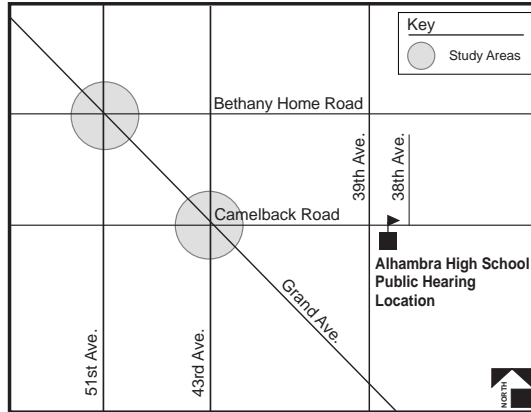 Key
Study Areas
Bethany Home Road
39th Ave.
38th Ave.
Camelback Road
Alhambra High School
Public Hearing
Location
Grand Ave.
51st Ave.
43rd Ave.
NORTH